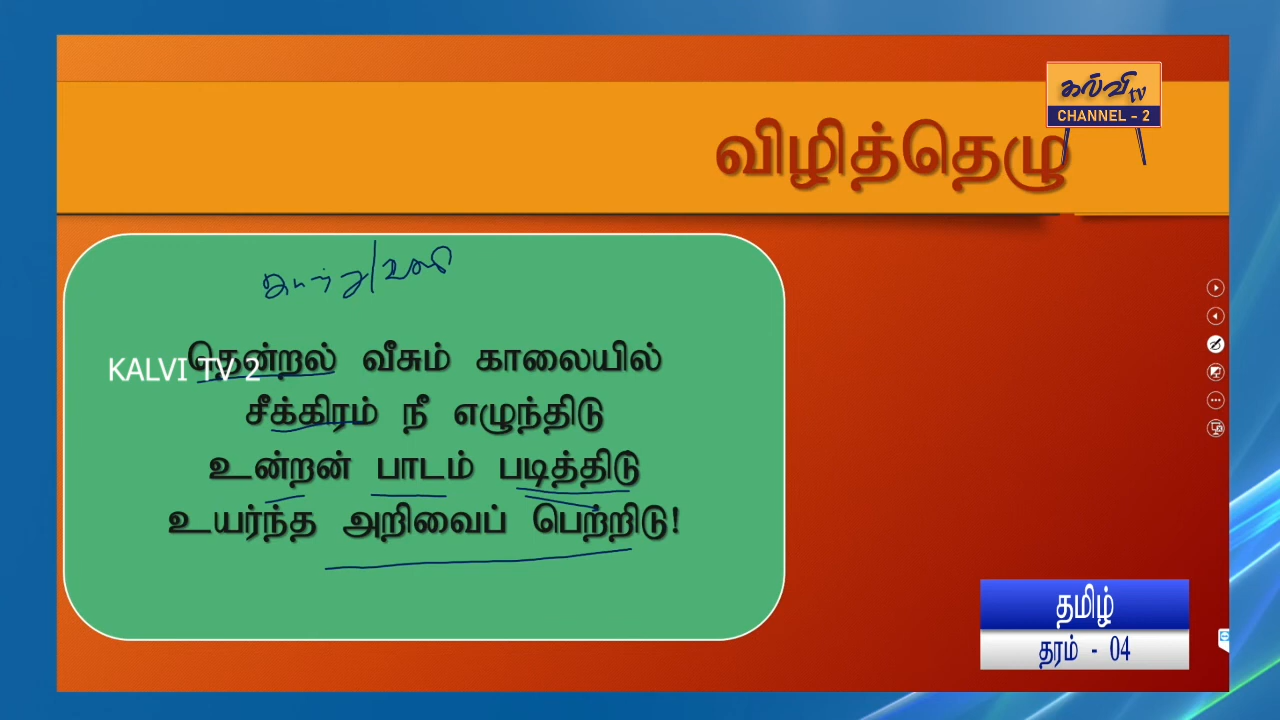 கல்வி tv
CHANNEL - 2
விழித்தெழு
தென்றல் வீசும் காலையில்
KALVI TV 2
சீக்கிரம் நீ எழுந்திடு
உன்றன் பாடம் படித்திடு
உயர்ந்த அறிவைப் பெற்றிடு!
தமிழ்
தரம் - 04